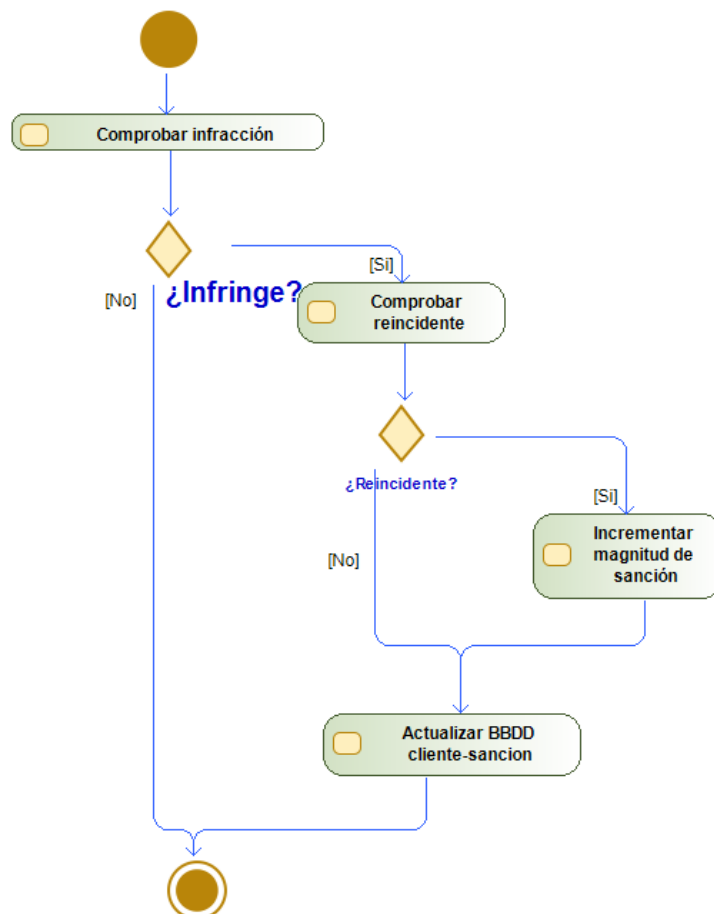 Comprobar infracción
[Si]
[No]
¿Infringe?
Comprobar
reincidente
¿Reincidente?
[Si]
[No]
Incrementar
magnitud de
sanción
Actualizar BBDD
cliente-sancion